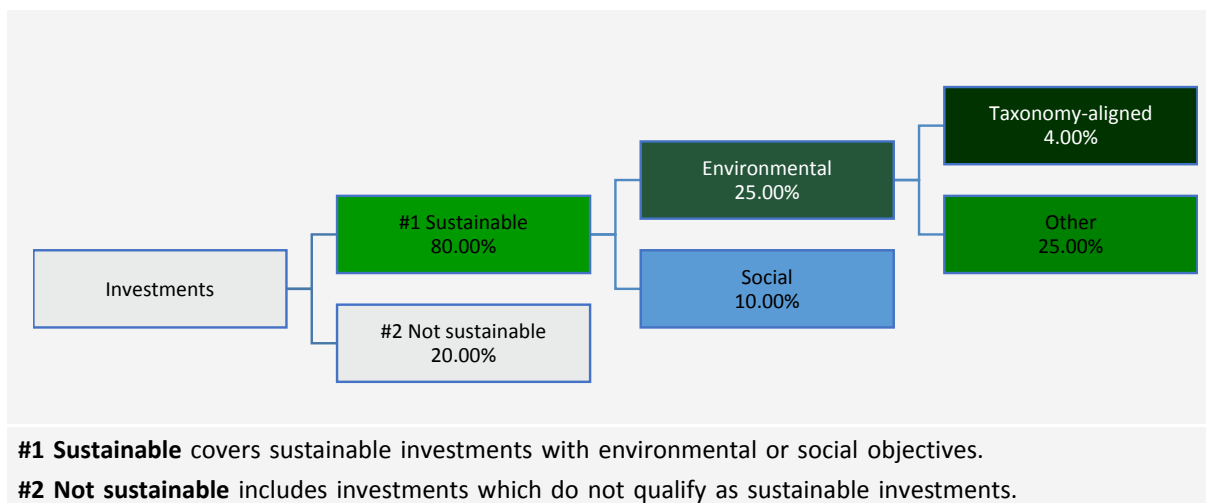 Investments
#1 Sustainable
80.00%
#2 Not sustainable
20.00%
Environmental
25.00%
Social
10.00%
Taxonomy-aligned
4.00%
Other
25.00%
#1 Sustainable covers sustainable investments with environmental or social objectives.
#2 Not sustainable includes investments which do not qualify as sustainable investments.